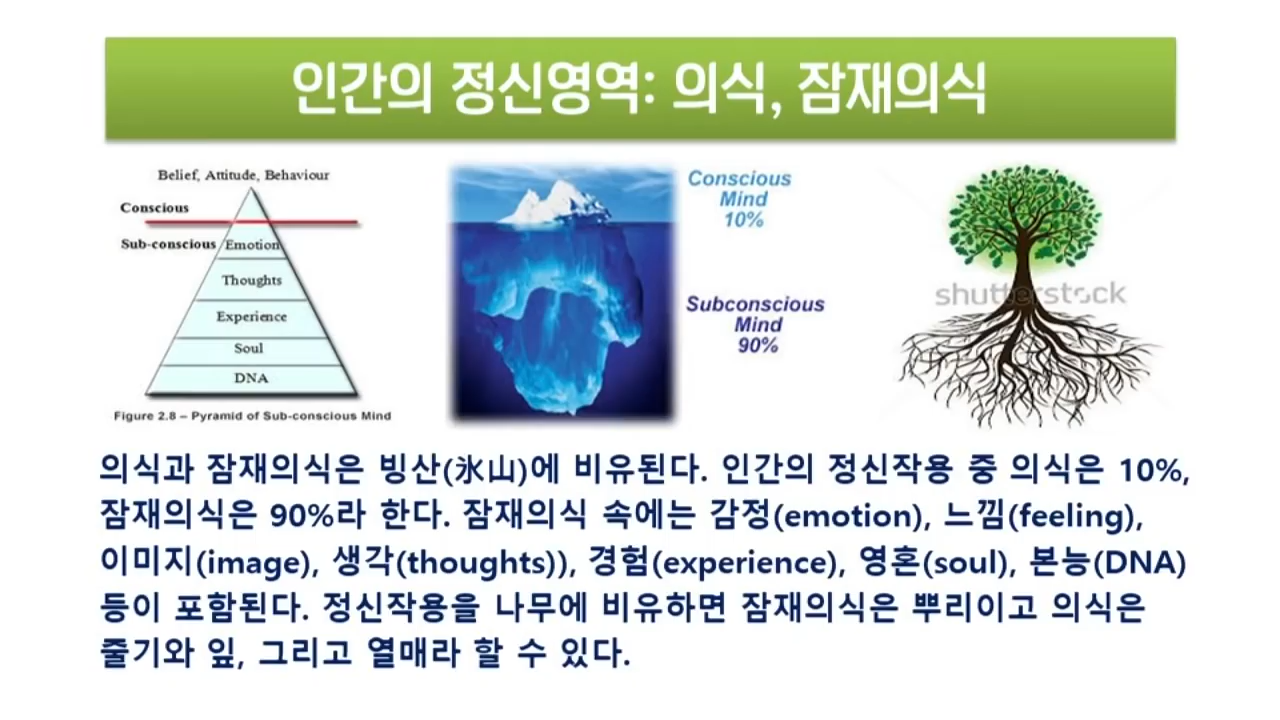 인간의 정신영역: 의식, 잠재의식
Belief, Attitude, Behaviour
Conscious
Sub-conscious
Emotion
Thoughts
Experience
Soul
DNA
Figure 2.8 – Pyramid of Sub-conscious Mind
Conscious
Mind
10%
Subconscious
Mind
90%
shutterstock
의식과 잠재의식은 빙산(氷山)에 비유된다. 인간의 정신작용 중 의식은 10%,
잠재의식은 90%라 한다. 잠재의식 속에는 감정(emotion), 느낌(feeling),
이미지(image), 생각(thoughts)), 경험(experience), 영혼(soul), 본능(DNA)
등이 포함된다. 정신작용을 나무에 비유하면 잠재의식은 뿌리이고 의식은
줄기와 잎, 그리고 열매라 할 수 있다.